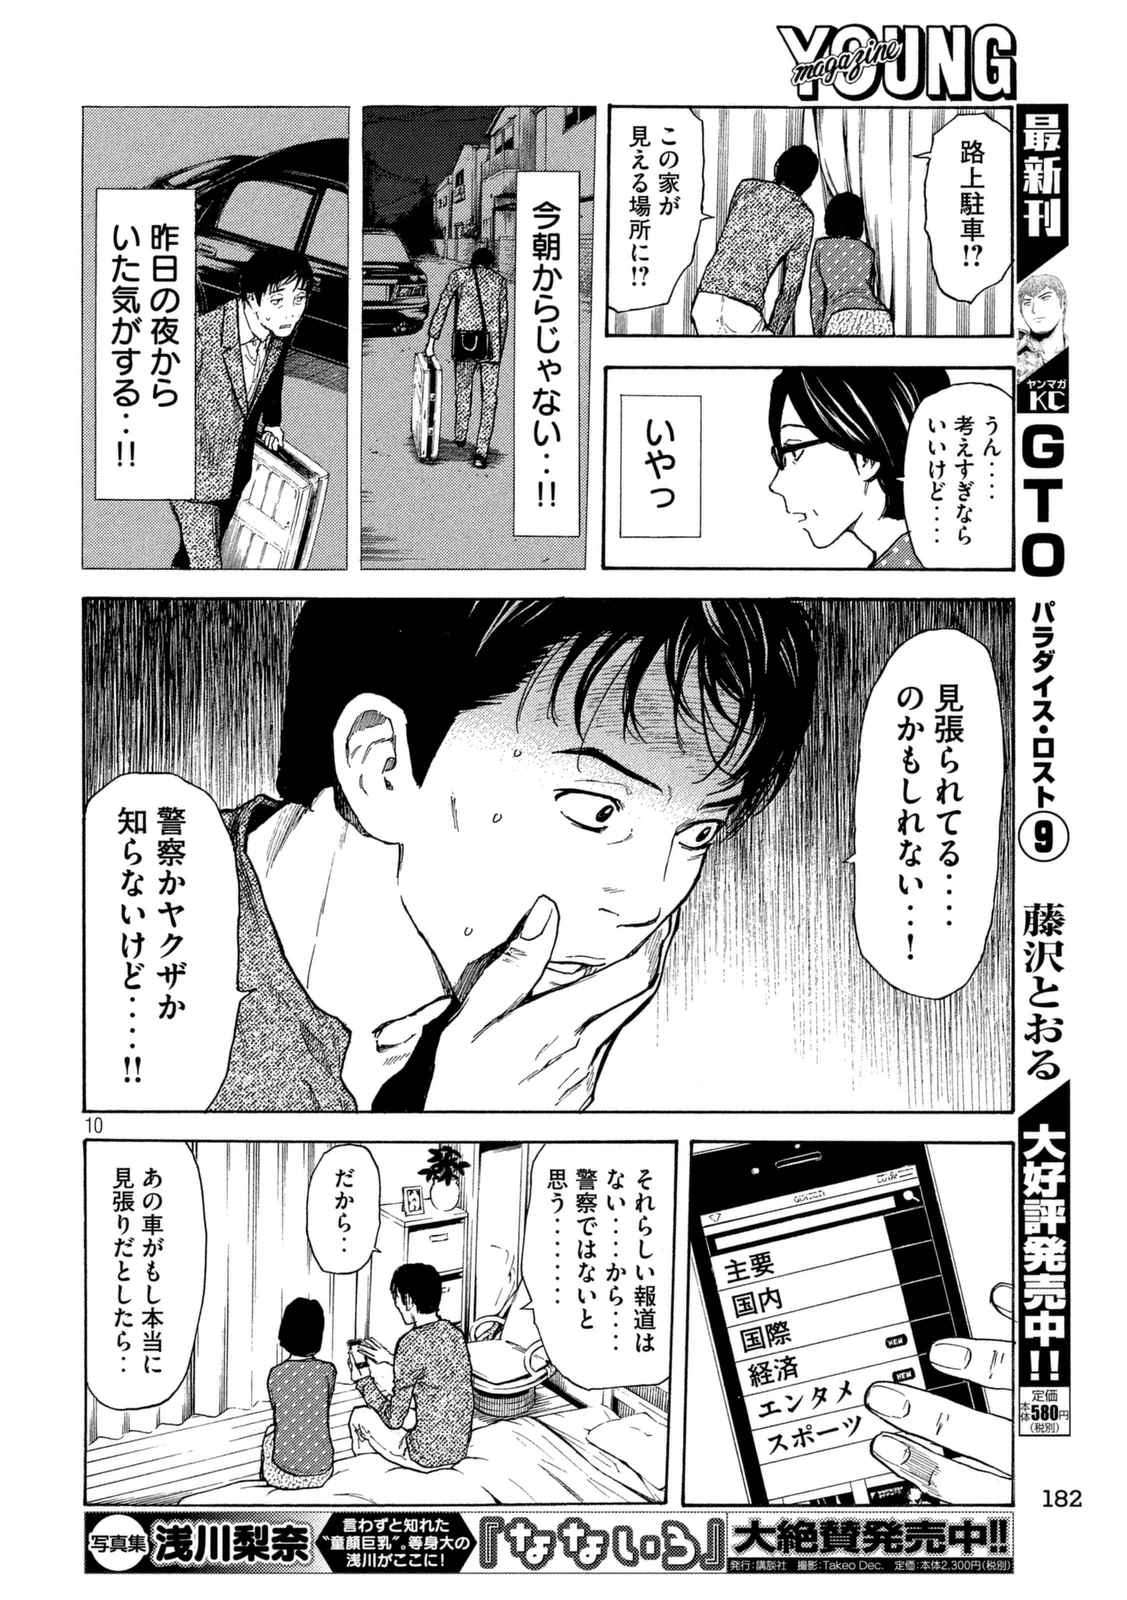 YOUNG
magazine
路上駐車!?
この家が
見える場所に!?
うん‥‥
考えすぎなら
いいけど‥‥
いやっ
今朝からじゃない‥!!
昨日の夜から
いた気がする‥!!
見張られてる‥‥
のかもしれない‥‥!
警察かヤクザか
知らないけど‥‥!!
10
主要
国内
国際
経済
エンタメ
スポーツ
NEW
NEW
それらしい報道は
ない‥‥から‥‥
警察ではないと
思う‥‥‥
だから‥
あの車がもし本当に
見張りだとしたら‥
最新刊
ヤンマガ
KC
GTO
パラダイス・ロスト⑨
藤沢とおる
大好評発売中!!
定価
本体580円
(税別)
182
写真集
浅川梨奈
言わずと知れた
“童顔巨乳”。等身大の
浅川がここに!
『なないろ』
大絶賛発売中!!
発行:講談社 撮影:Takeo Dec. 定価:本体2,300円(税別)